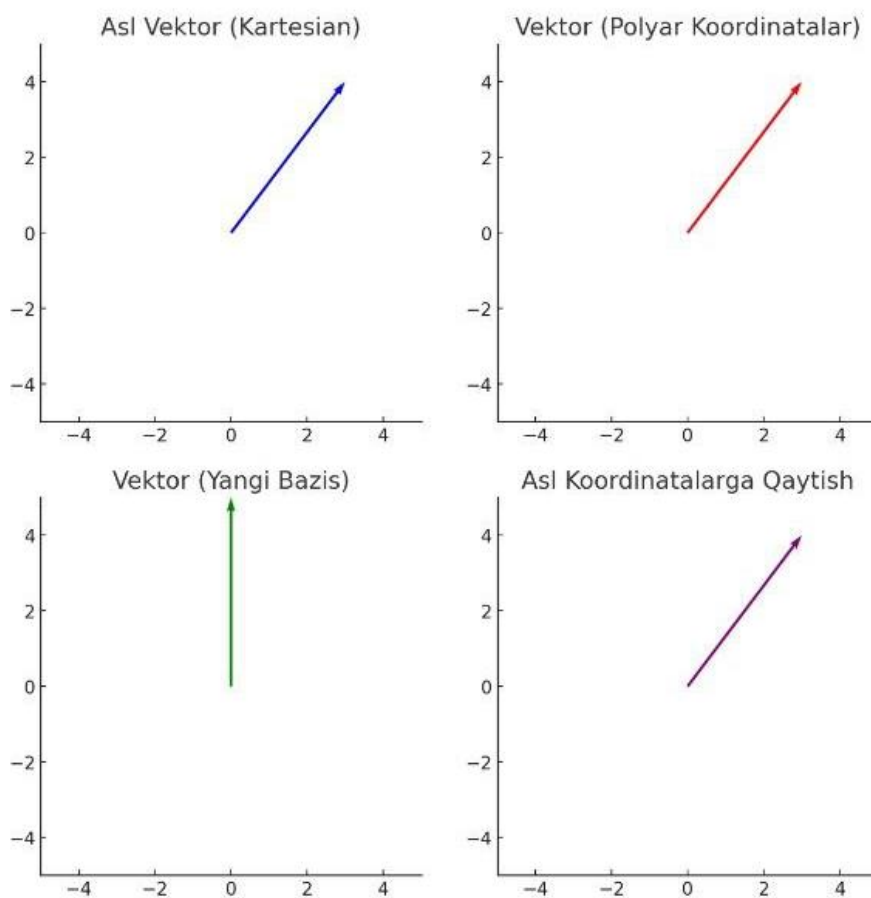 Asl Vektor (Kartesian)
4
2
0
−2
−4
−4 −2 0 2 4
Vektor (Polyar Koordinatalar)
4
2
0
−2
−4
−4 −2 0 2 4
Vektor (Yangi Bazis)
4
2
0
−2
−4
−4 −2 0 2 4
Asl Koordinatalarga Qaytish
4
2
0
−2
−4
−4 −2 0 2 4